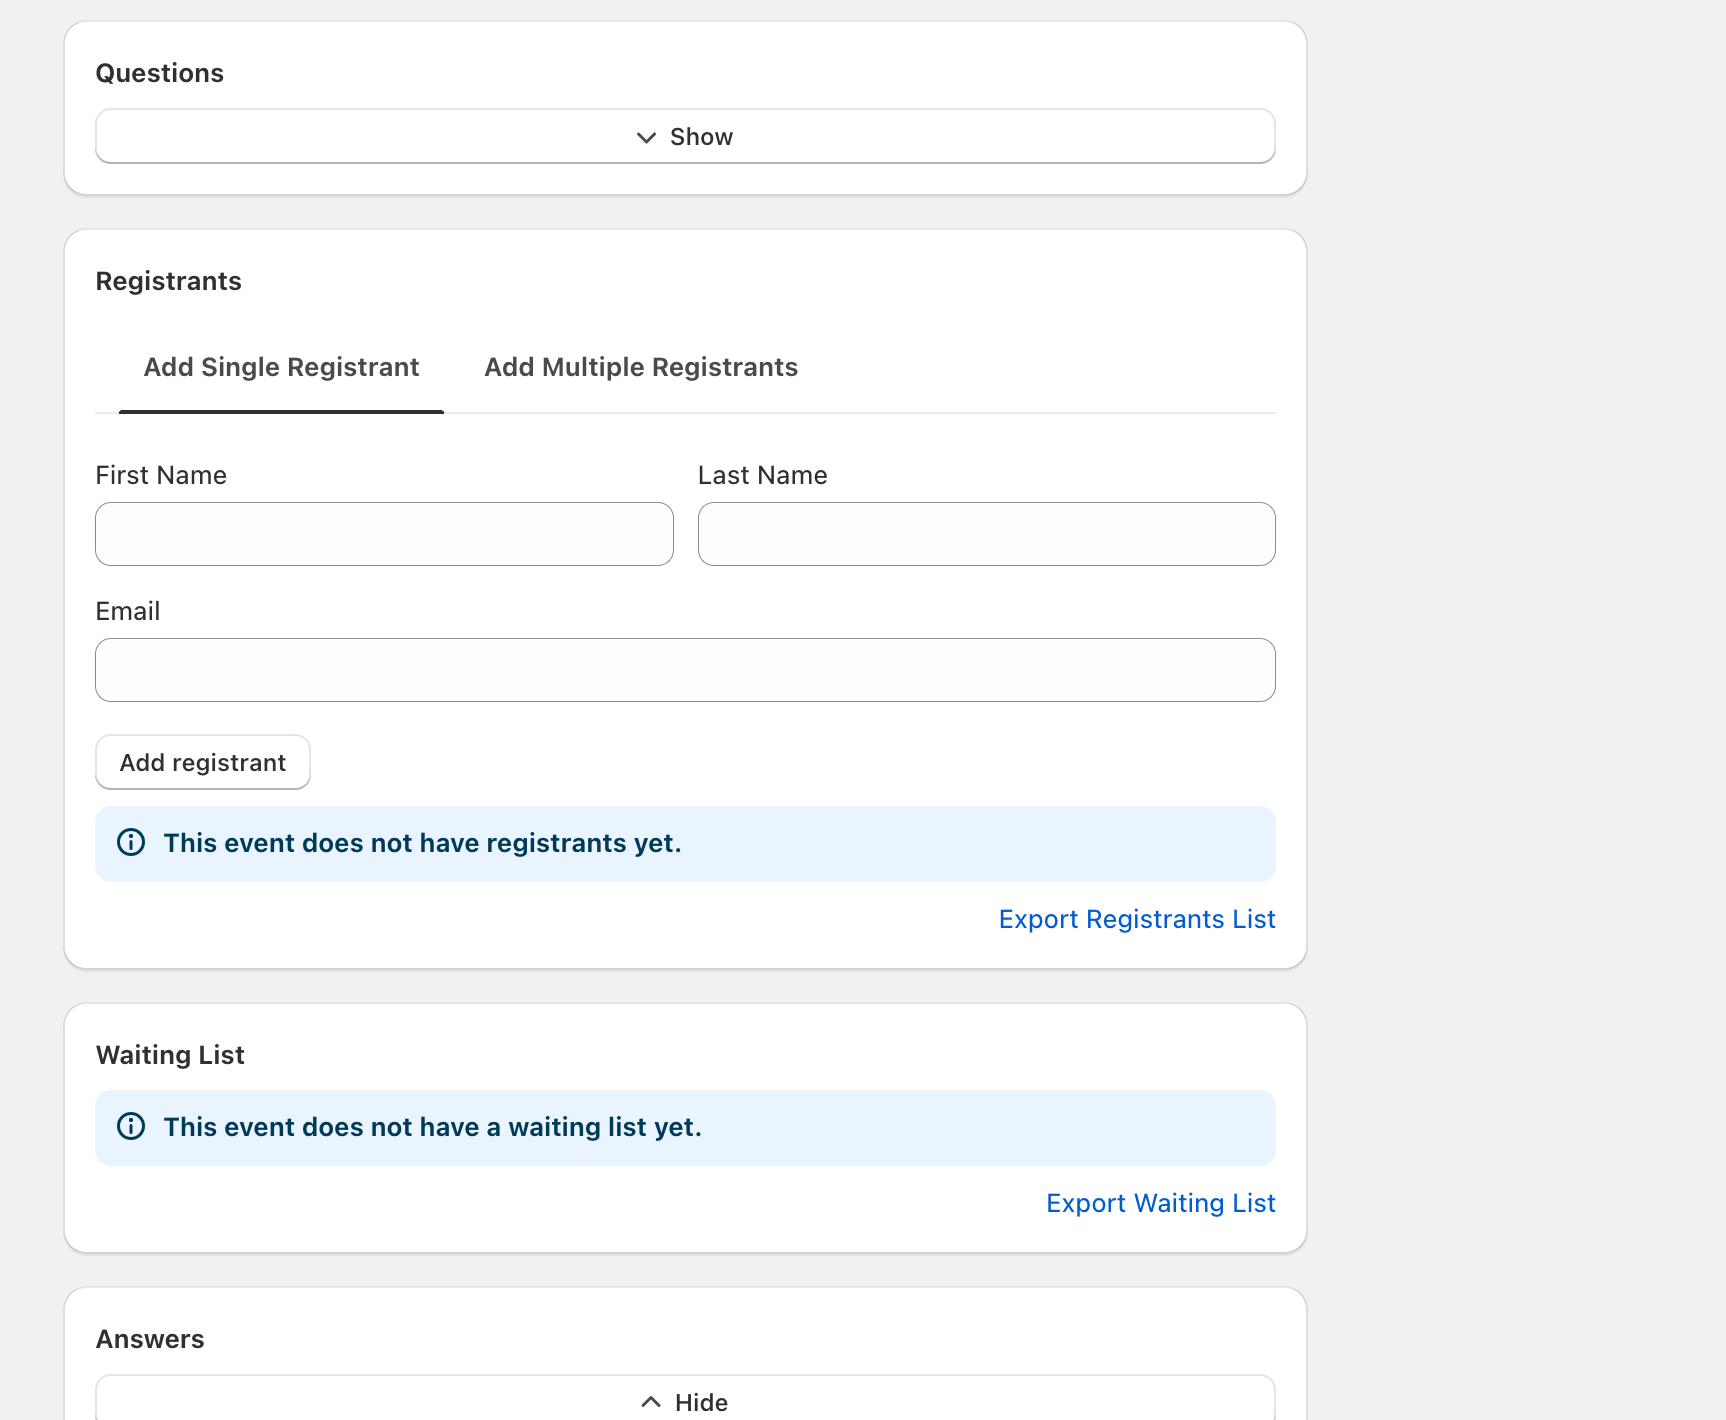 Questions
Show
Registrants
Add Single Registrant Add Multiple Registrants
First Name Last Name
Email
Add registrant
This event does not have registrants yet.
Export Registrants List
Waiting List
This event does not have a waiting list yet.
Export Waiting List
Answers
Hide